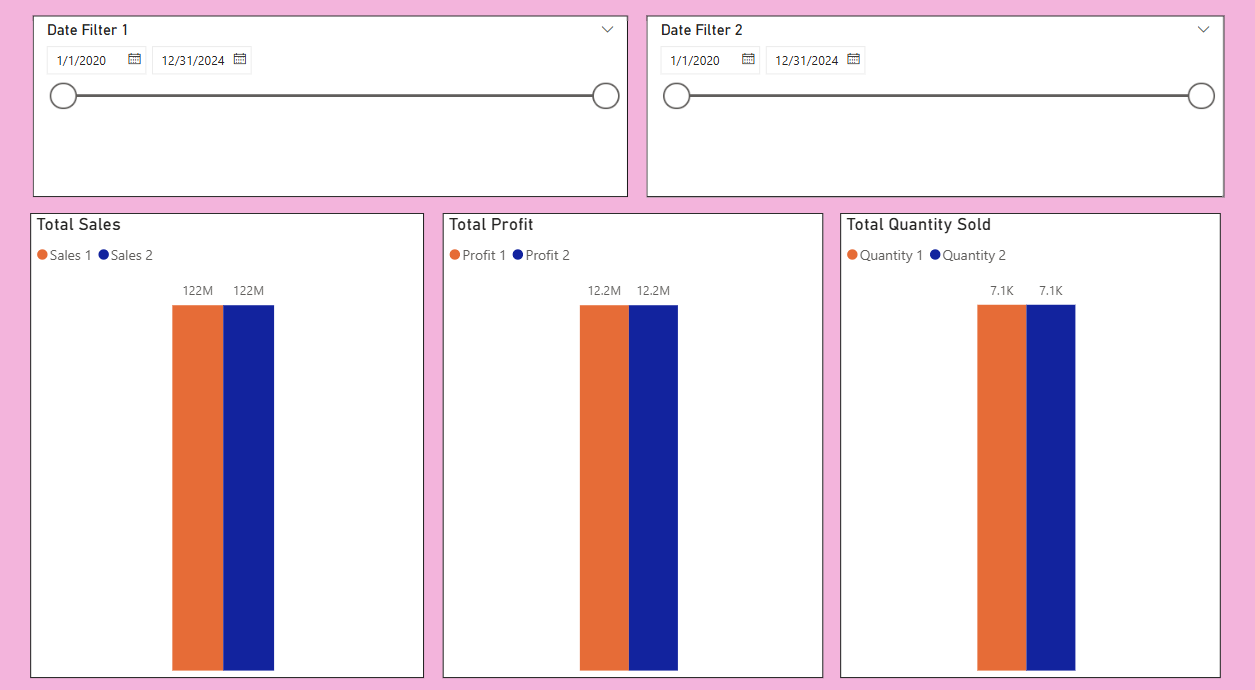 Date Filter 1
1/1/2020 12/31/2024
Date Filter 2
1/1/2020 12/31/2024
Total Sales
Sales 1 Sales 2
122M 122M
Total Profit
Profit 1 Profit 2
12.2M 12.2M
Total Quantity Sold
Quantity 1 Quantity 2
7.1K 7.1K